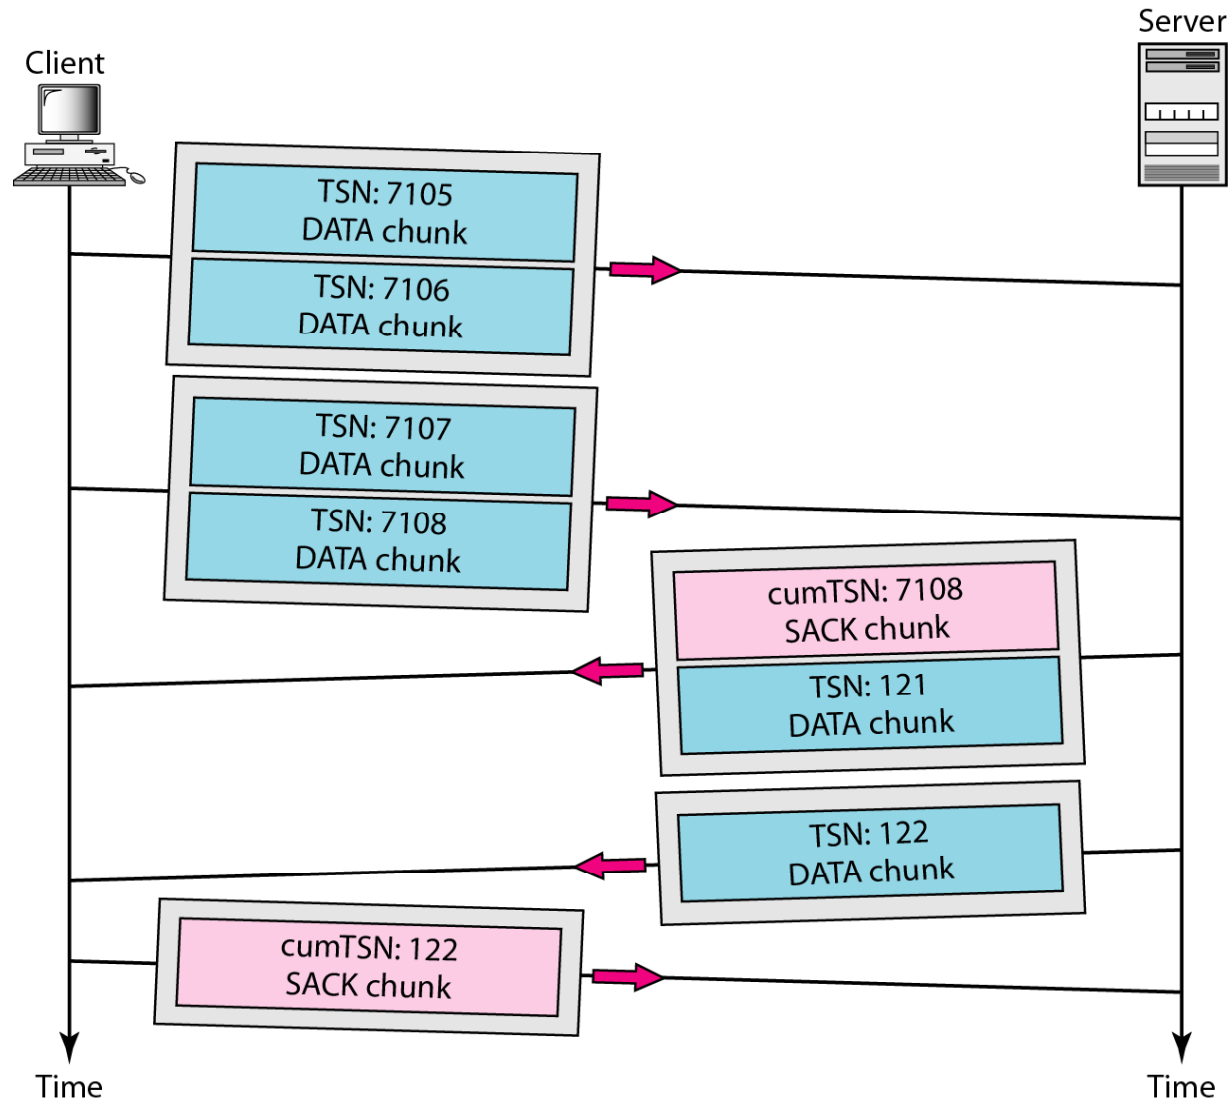 Server
Client
TSN: 7105
DATA chunk
TSN: 7106
DATA chunk
TSN: 7107
DATA chunk
TSN: 7108
DATA chunk
cumTSN: 7108
SACK chunk
TSN: 121
DATA chunk
TSN: 122
DATA chunk
cumTSN: 122
SACK chunk
Time
Time